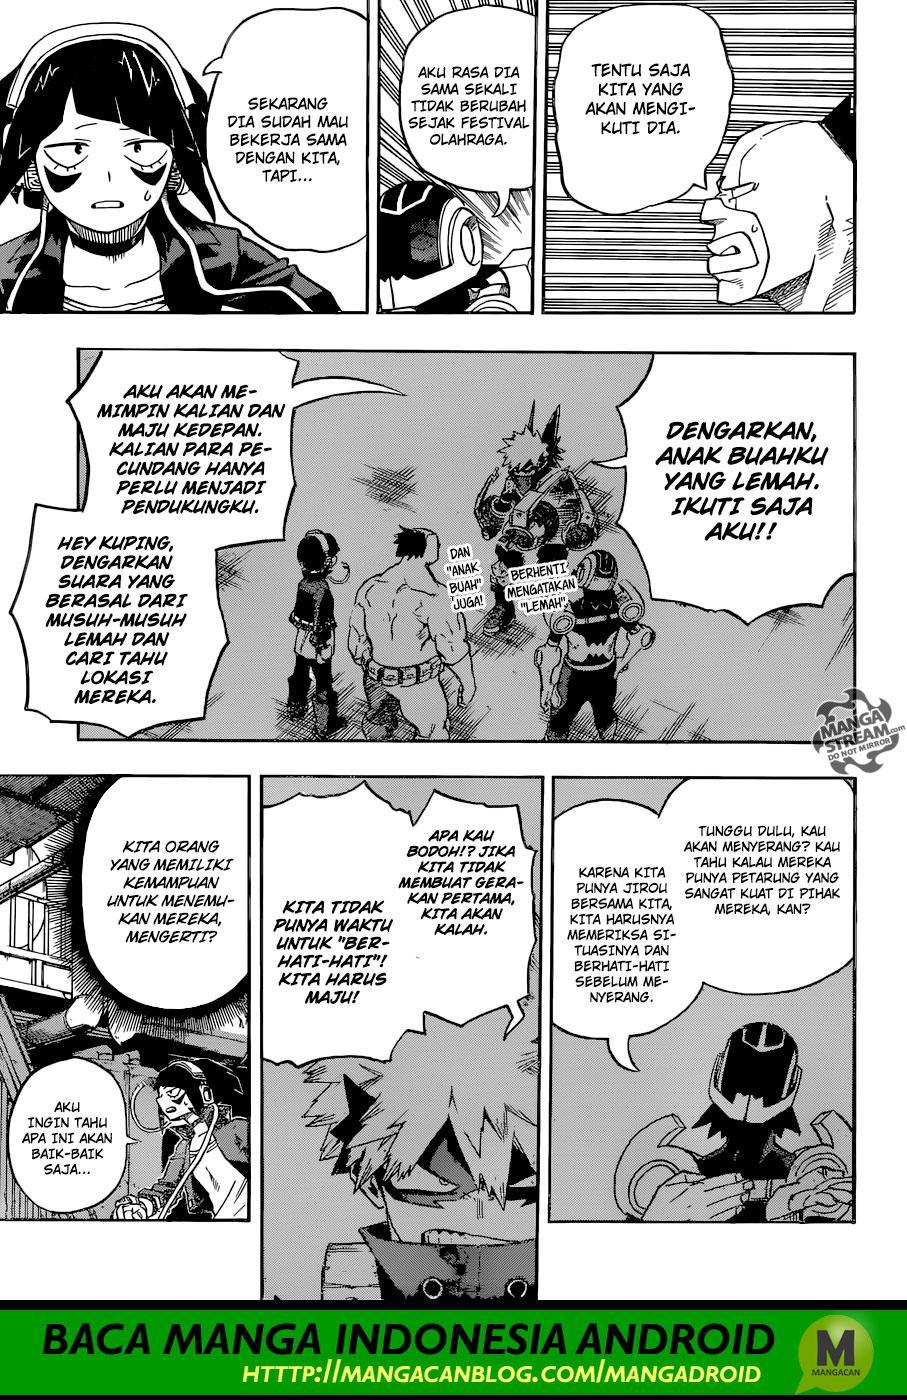 TENTU SAJA
KITA YANG
AKAN MENGI-
KUTI DIA.
AKU RASA DIA
SAMA SEKALI
TIDAK BERUBAH
SEJAK FESTIVAL
OLAHRAGA.
SEKARANG
DIA SUDAH MAU
BEKERJA SAMA
DENGAN KITA,
TAPI...
DENGARKAN,
ANAK BUAHKU
YANG LEMAH.
IKUTI SAJA
AKU!!
BERHENTI
MENGATAKAN
"LEMAH".
DAN
"ANAK
BUAH"
JUGA!
AKU AKAN ME-
MIMPIN KALIAN DAN
MAJU KEDEPAN.
KALIAN PARA PE-
CUNDANG HANYA
PERLU MENJADI
PENDUKUNGKU.
HEY KUPING,
DENGARKAN
SUARA YANG
BERASAL DARI
MUSUH-MUSUH
LEMAH DAN
CARI TAHU
LOKASI
MEREKA.
MANGA
STREAM.com
DO NOT MIRROR
TUNGGU DULU, KAU
AKAN MENYERANG? KAU
TAHU KALAU MEREKA
PUNYA PETARUNG YANG
SANGAT KUAT DI PIHAK
MEREKA, KAN?
KARENA KITA
PUNYA JIROU
BERSAMA KITA,
KITA HARUSNYA
MEMERIKSA SI-
TUASINYA DAN
BERHATI-HATI
SEBELUM ME-
NYERANG.
APA KAU
BODOH!? JIKA
KITA TIDAK
MEMBUAT GERA-
KAN PERTAMA,
KITA AKAN
KALAH.
KITA TIDAK
PUNYA WAKTU
UNTUK "BER-
HATI-HATI"!
KITA HARUS
MAJU!
KITA ORANG
YANG MEMILIKI
KEMAMPUAN
UNTUK MENEMU-
KAN MEREKA,
MENGERTI?
AKU
INGIN TAHU
APA INI AKAN
BAIK-BAIK
SAJA...
BACA MANGA INDONESIA ANDROID
HTTTP://MANGACANBLOG.COM/MANGADROID
M
MANGACAN